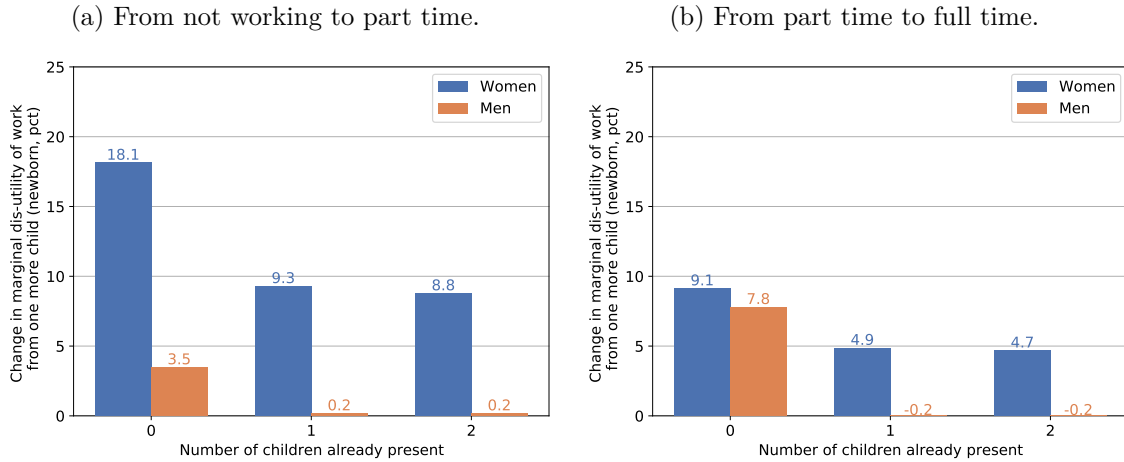 (a) From not working to part time.
25
20
15
10
5
0
Change in marginal dis-utility of work
from one more child (newborn, pct)
Women
Men
18.1
3.5
9.3
0.2
8.8
0.2
0
1
2
Number of children already present
(b) From part time to full time.
25
20
15
10
5
0
Change in marginal dis-utility of work
from one more child (newborn, pct)
Women
Men
9.1
7.8
4.9
-0.2
4.7
-0.2
0
1
2
Number of children already present